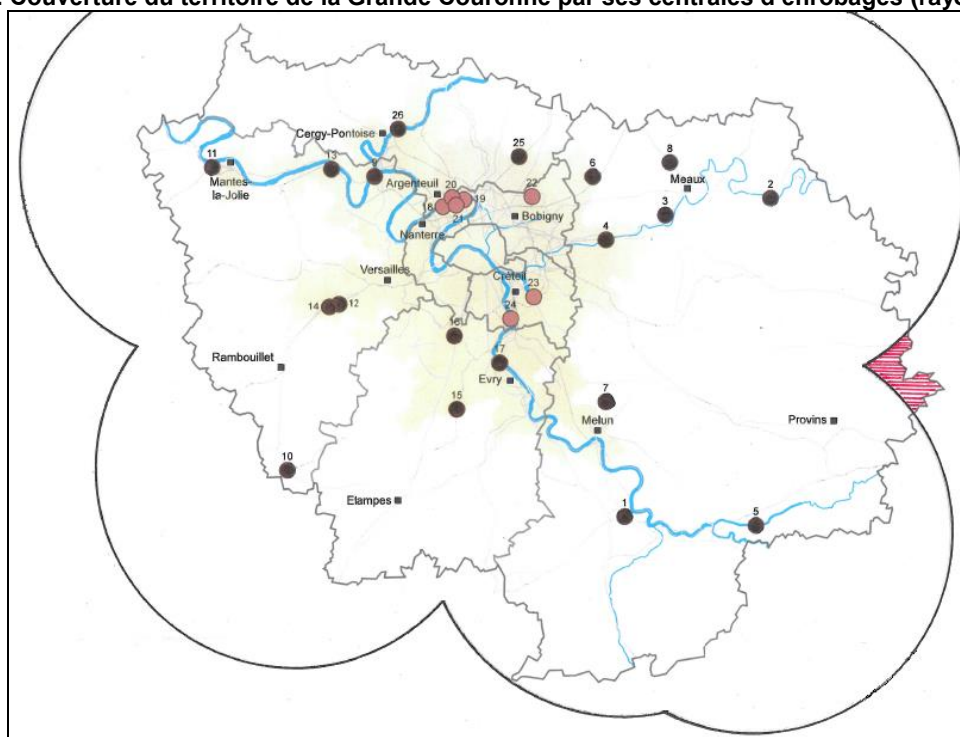 Couverture du territoire de la Grande Couronne par ses centrales d'enrobages
26
Cergy-Pontoise
25
11
13
8
6
Mantes-
la-Jolie
Argenteuil
20
22
Meaux
2
18
19
21
3
Bobigny
Nanterre
4
Versailles
Créteil
23
14
12
24
16
17
Rambouillet
Evry
15
7
Melun
Provins
10
Etampes
1
5